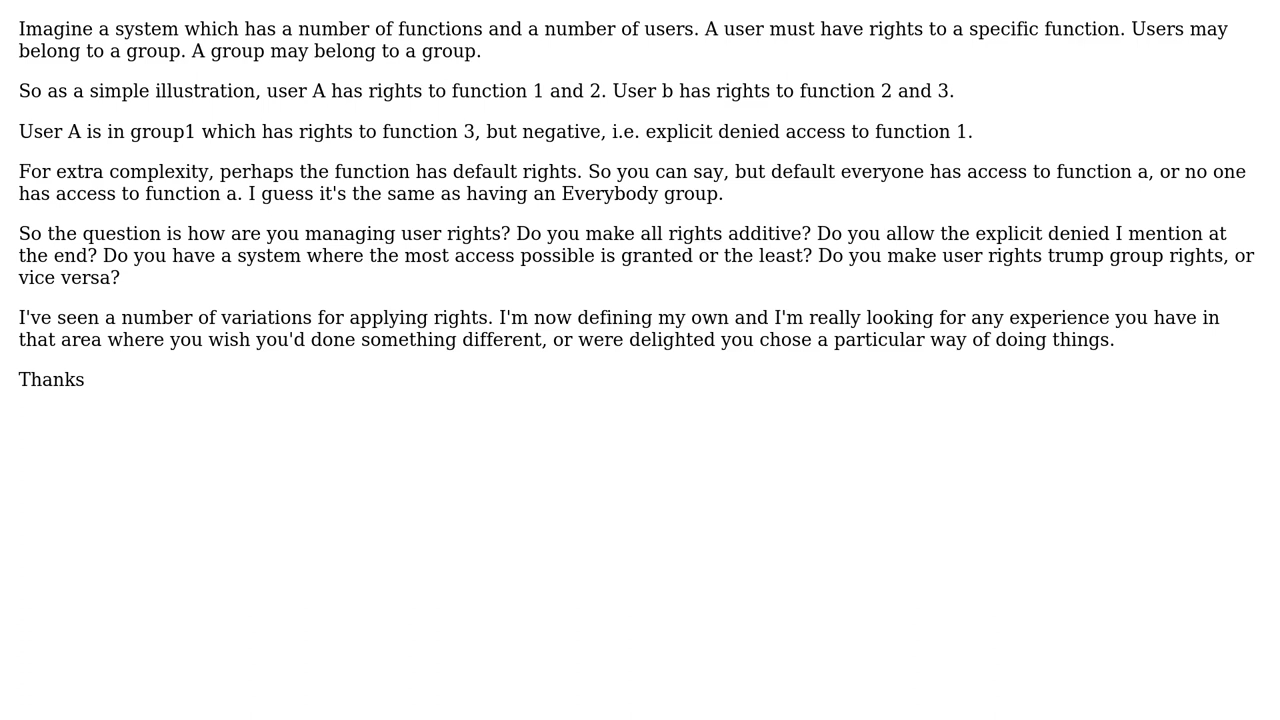 Imagine a system which has a number of functions and a number of users. A user must have rights to a specific function. Users may
belong to a group. A group may belong to a group.
So as a simple illustration, user A has rights to function 1 and 2. User b has rights to function 2 and 3.
User A is in group1 which has rights to function 3, but negative, i.e. explicit denied access to function 1.
For extra complexity, perhaps the function has default rights. So you can say, but default everyone has access to function a, or no one
has access to function a. I guess it's the same as having an Everybody group.
So the question is how are you managing user rights? Do you make all rights additive? Do you allow the explicit denied I mention at
the end? Do you have a system where the most access possible is granted or the least? Do you make user rights trump group rights, or
vice versa?
I've seen a number of variations for applying rights. I'm now defining my own and I'm really looking for any experience you have in
that area where you wish you'd done something different, or were delighted you chose a particular way of doing things.
Thanks